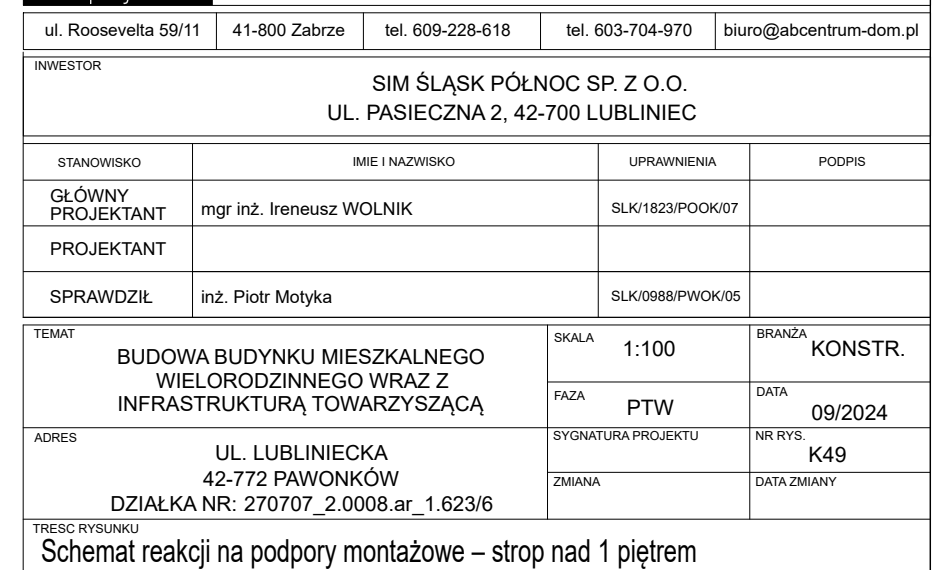 ul. Roosevelta 59/11 41-800 Zabrze tel. 609-228-618 tel. 603-704-970 biuro@abcentrum-dom.pl
INWESTOR
SIM ŚLĄSK PÓŁNOC SP. Z O.O.
UL. PASIECZNA 2, 42-700 LUBLINIEC
STANOWISKO IMIE I NAZWISKO UPRAWNIENIA PODPIS
GŁÓWNY
PROJEKTANT mgr inż. Ireneusz WOLNIK SLK/1823/POOK/07
PROJEKTANT
SPRAWDZIŁ inż. Piotr Motyka SLK/0988/PWOK/05
TEMAT
BUDOWA BUDYNKU MIESZKALNEGO
WIELORODZINNEGO WRAZ Z
INFRASTRUKTURĄ TOWARZYSZĄCĄ
SKALA 1:100
BRANŻA KONSTR.
FAZA PTW
DATA 09/2024
ADRES
UL. LUBLINIECKA
42-772 PAWONKÓW
DZIAŁKA NR: 270707_2.0008.ar_1.623/6
SYGNATURA PROJEKTU
NR RYS.
K49
ZMIANA
DATA ZMIANY
TRESC RYSUNKU
Schemat reakcji na podpory montażowe – strop nad 1 piętrem